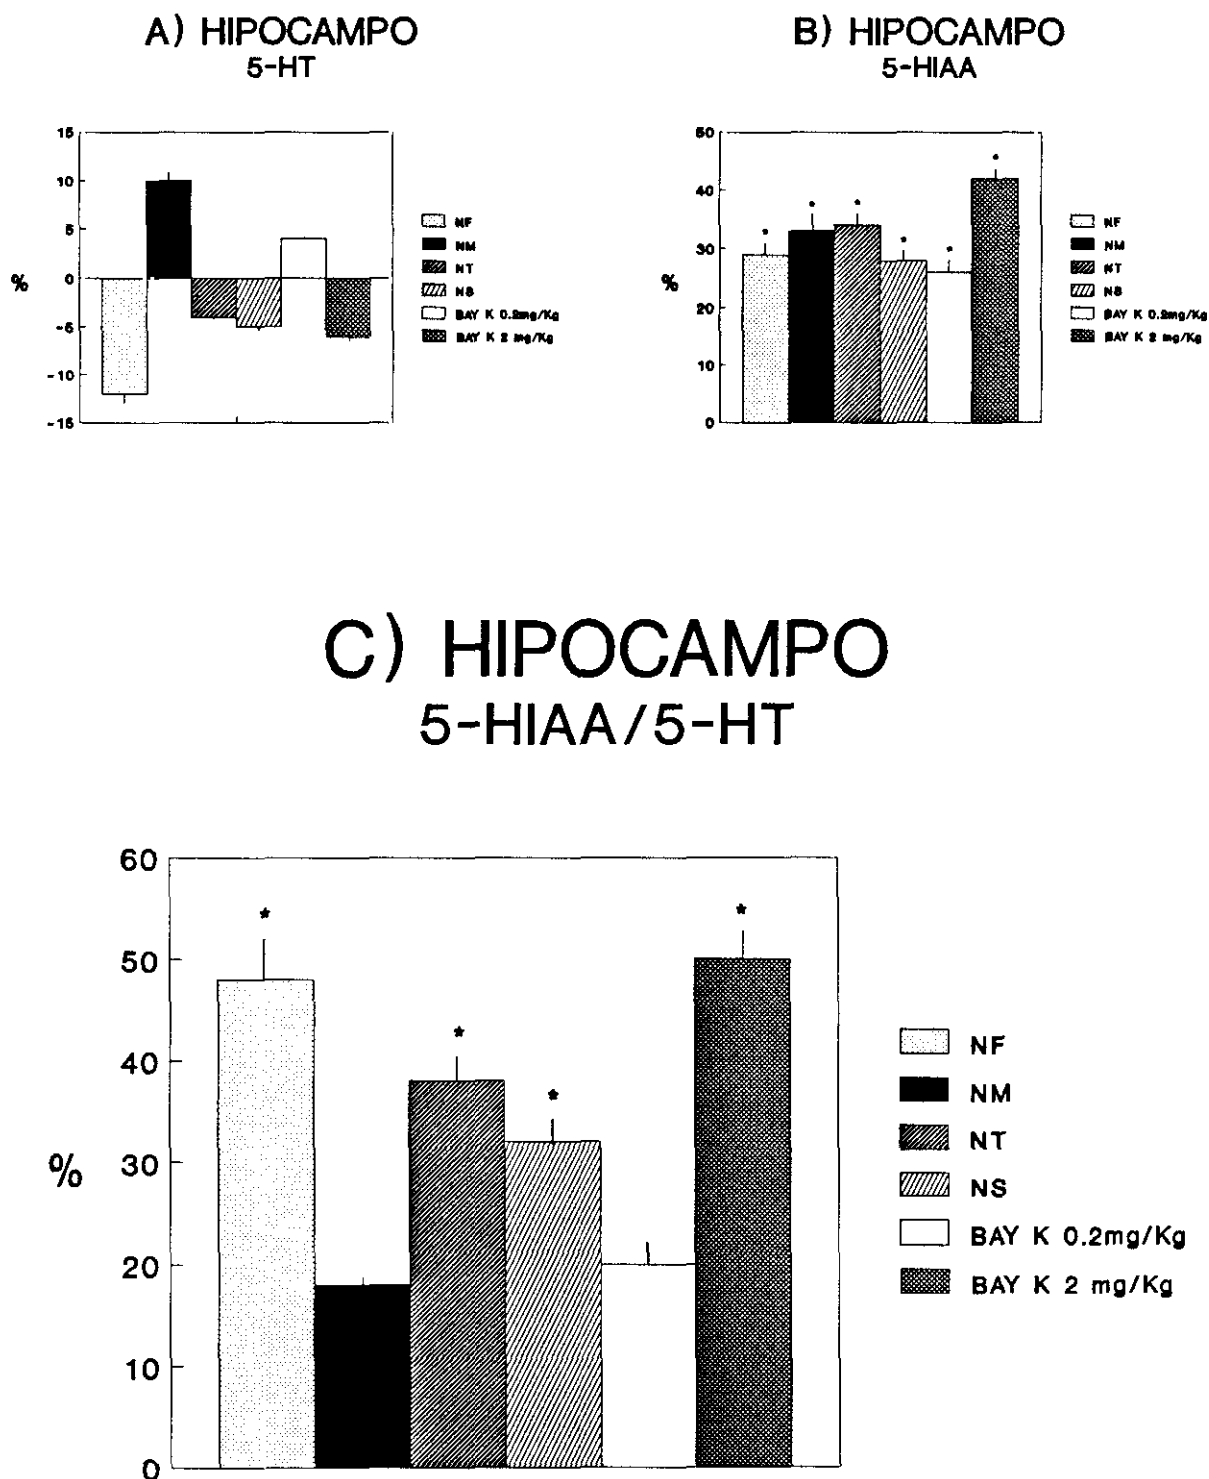 A) HIPOCAMPO
5-HT
15
10
5
0
-5
-10
-15
%
NF
NM
NT
NS
BAY K 0.2mg/Kg
BAY K 2 mg/Kg
B) HIPOCAMPO
5-HIAA
50
40
30
20
10
0
%
* * * * * *
NF
NM
NT
NS
BAY K 0.2mg/Kg
BAY K 2 mg/Kg
C) HIPOCAMPO
5-HIAA/5-HT
60
50
40
30
20
10
0
%
* * * *
NF
NM
NT
NS
BAY K 0.2mg/Kg
BAY K 2 mg/Kg